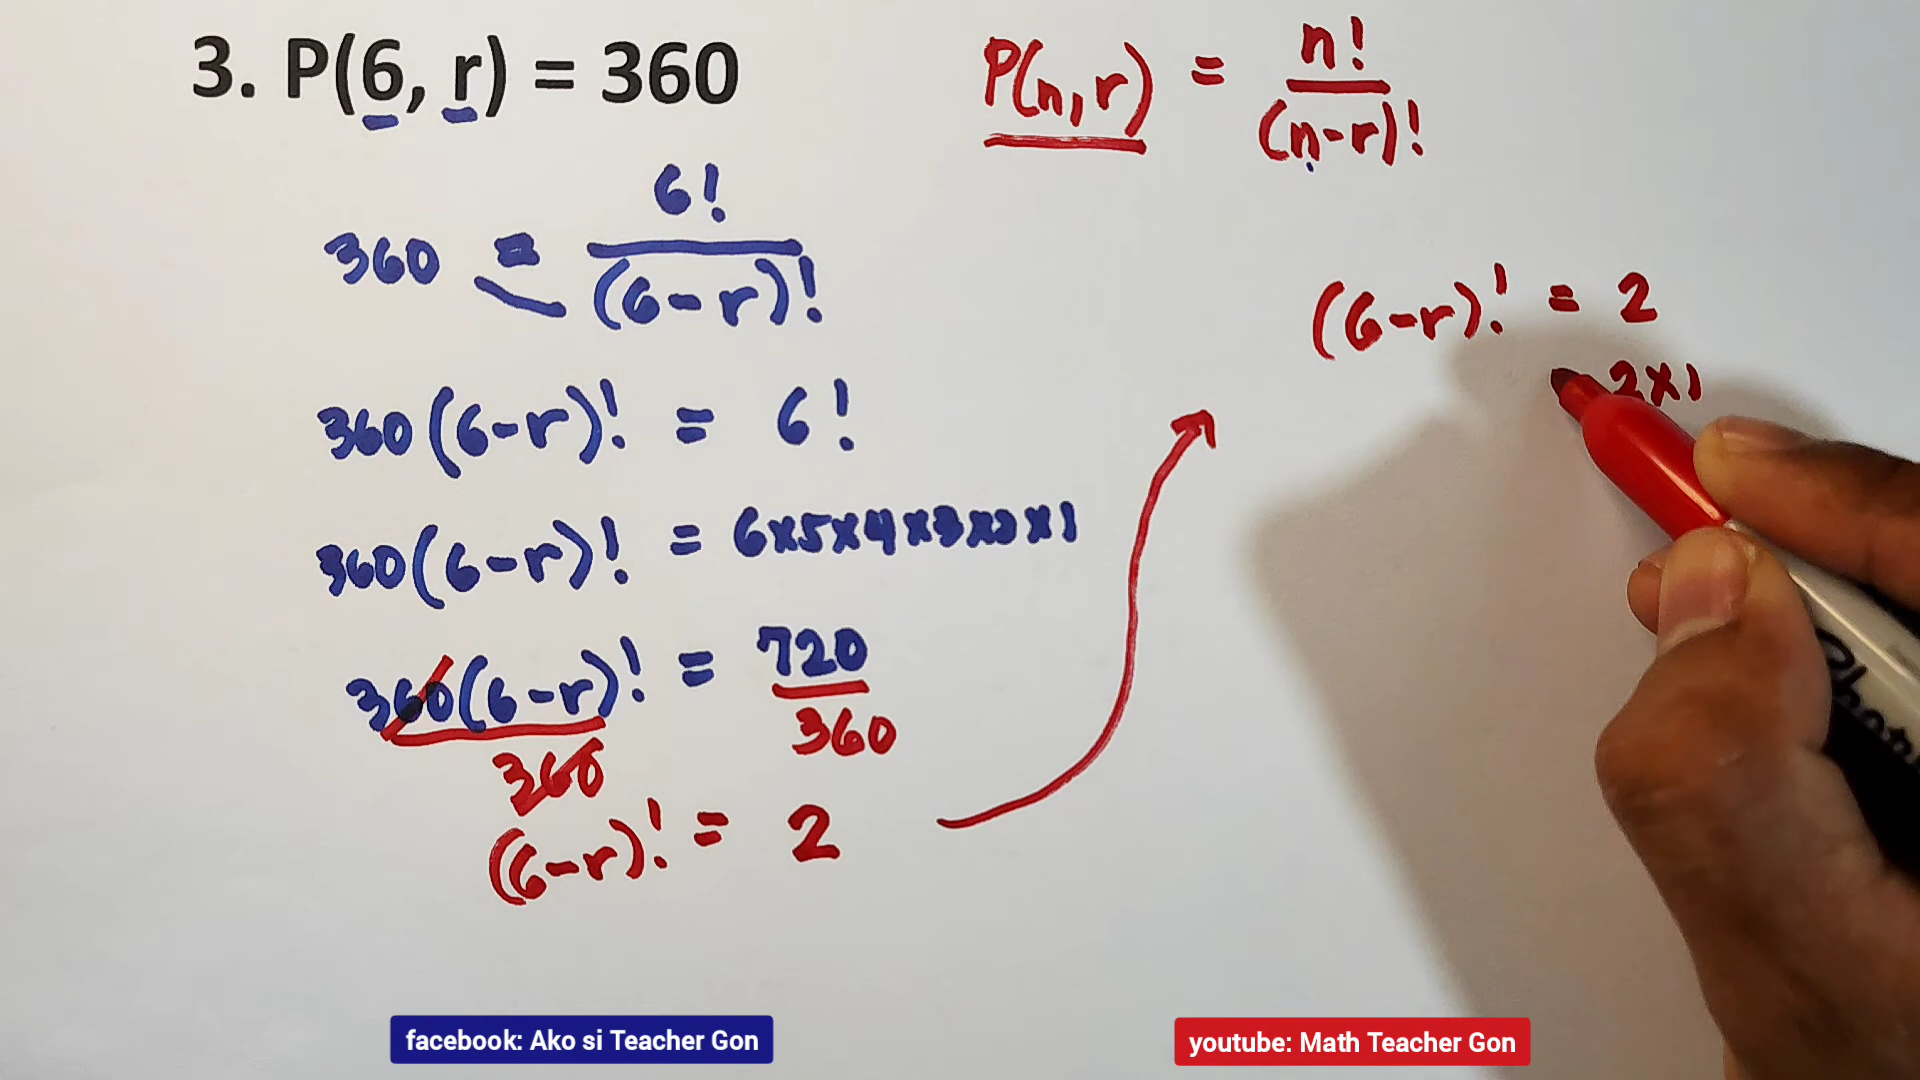 3. P(6, r) = 360
P(n,r) = n!
(n-r)!
360 = 6!
(6-r)!
360(6-r)! = 6!
360(6-r)! = 6x5x4x3x2x1
360(6-r)! = 720
360 360
(6-r)! = 2
(6-r)! = 2
2x1
Sharp
facebook: Ako si Teacher Gon
youtube: Math Teacher Gon